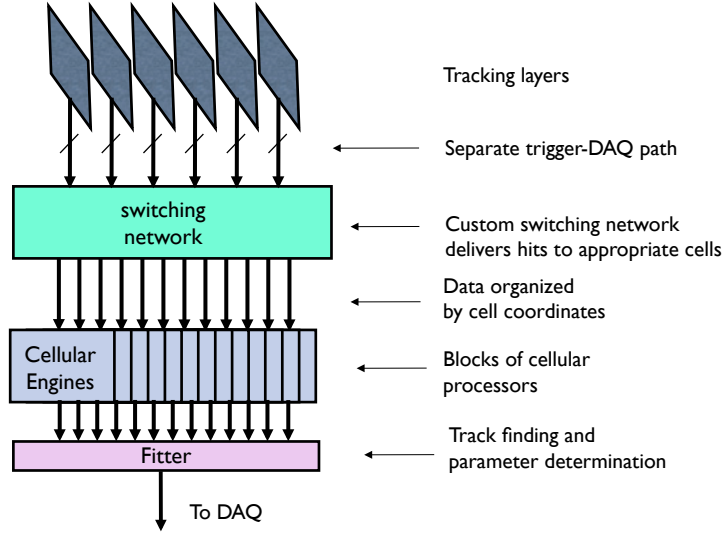 Tracking layers
Separate trigger-DAQ path
switching
network
Custom switching network
delivers hits to appropriate cells
Data organized
by cell coordinates
Cellular
Engines
Blocks of cellular
processors
Fitter
Track finding and
parameter determination
To DAQ